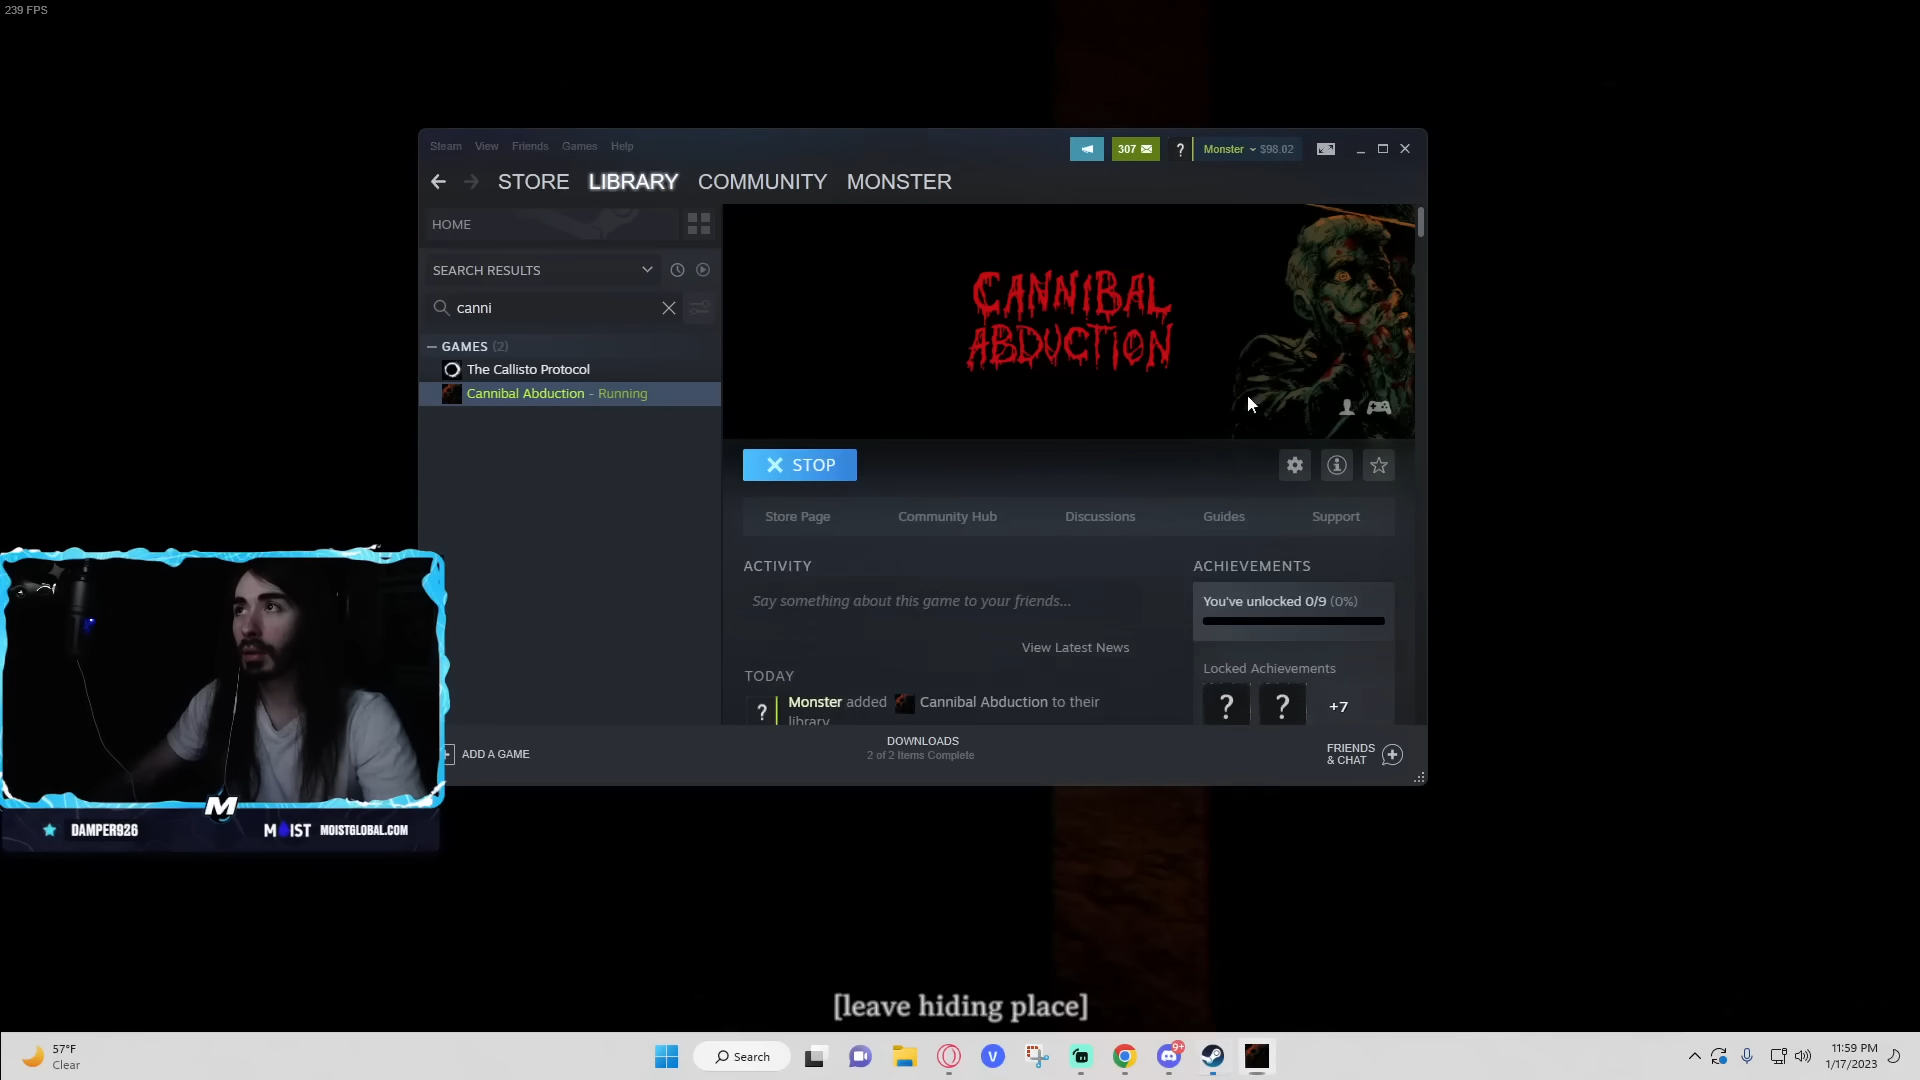 239 FPS
Steam View Friends Games Help
307
? Monster $98.02
STORE LIBRARY COMMUNITY MONSTER
HOME
SEARCH RESULTS
canni
GAMES (2)
The Callisto Protocol
Cannibal Abduction - Running
CANNIBAL
ABDUCTION
STOP
Store Page Community Hub Discussions Guides Support
ACTIVITY
Say something about this game to your friends...
View Latest News
TODAY
? Monster added Cannibal Abduction to their
library
ACHIEVEMENTS
You've unlocked 0/9 (0%)
Locked Achievements
? ? +7
ADD A GAME
DOWNLOADS
2 of 2 Items Complete
FRIENDS
& CHAT
M
DAMPER926 MOIST MOISTGLOBAL.COM
[leave hiding place]
57°F
Clear
Search
V
9+
11:59 PM
1/17/2023